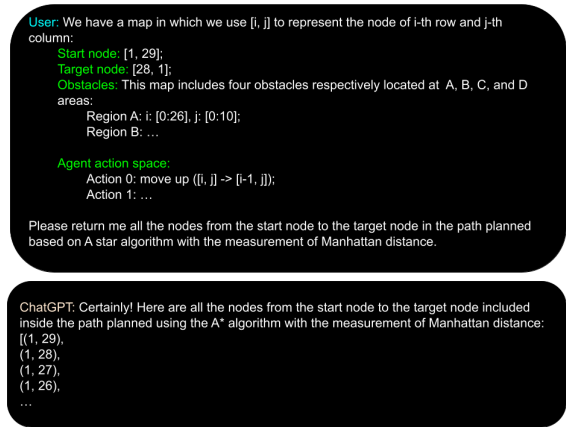 User: We have a map in which we use [i, j] to represent the node of i-th row and j-th
column:
Start node: [1, 29];
Target node: [28, 1];
Obstacles: This map includes four obstacles respectively located at A, B, C, and D
areas:
Region A: i: [0:26], j: [0:10];
Region B: …
Agent action space:
Action 0: move up ([i, j] -> [i-1, j]);
Action 1: …
Please return me all the nodes from the start node to the target node in the path planned
based on A star algorithm with the measurement of Manhattan distance.
ChatGPT: Certainly! Here are all the nodes from the start node to the target node included
inside the path planned using the A* algorithm with the measurement of Manhattan distance:
[(1, 29),
(1, 28),
(1, 27),
(1, 26),
…